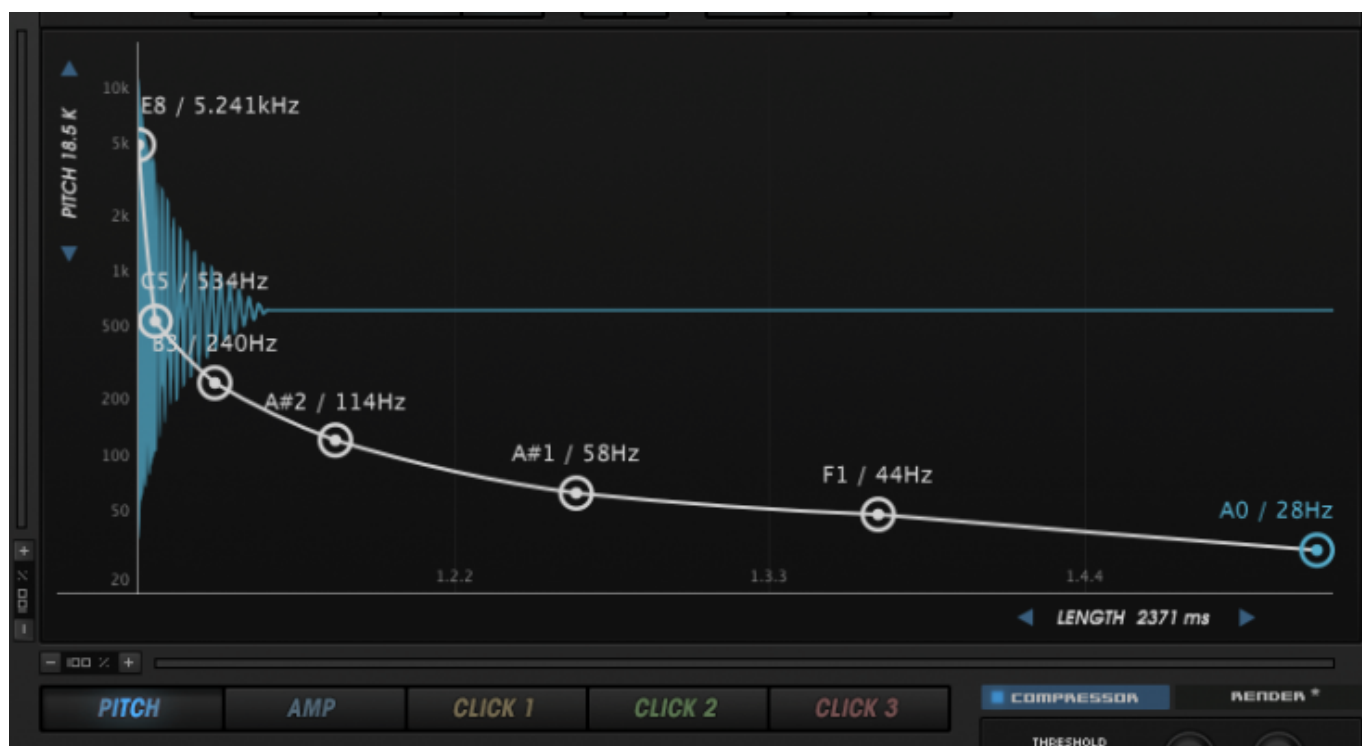 10k
E8 / 5.241kHz
PITCH 18.5 K
5k
2k
1k
C5 / 534Hz
500
B3 / 240Hz
200
A#2 / 114Hz
100
A#1 / 58Hz
F1 / 44Hz
50
A0 / 28Hz
20
1.2.2
1.3.3
1.4.4
+
% 100
-
LENGTH 2371 ms
- 100 % +
PITCH AMP CLICK 1 CLICK 2 CLICK 3
COMPRESSOR RENDER *
THRESHOLD